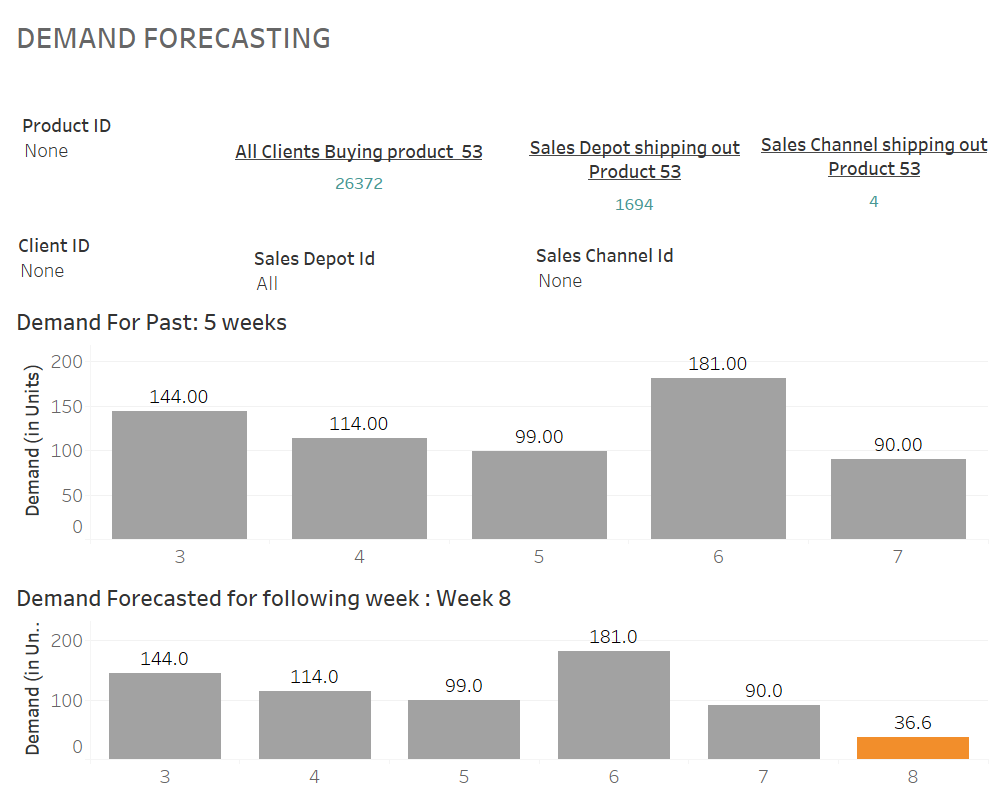 DEMAND FORECASTING
Product ID
None
All Clients Buying product  53
26372
Sales Depot shipping out
Product 53
1694
Sales Channel shipping out
Product 53
4
Client ID
None
Sales Depot Id
All
Sales Channel Id
None
Demand For Past: 5 weeks
Demand (in Units)
200
150
100
50
0
144.00
114.00
99.00
181.00
90.00
3 4 5 6 7
Demand Forecasted for following week : Week 8
Demand (in Un..
200
100
0
144.0
114.0
99.0
181.0
90.0
36.6
3 4 5 6 7 8